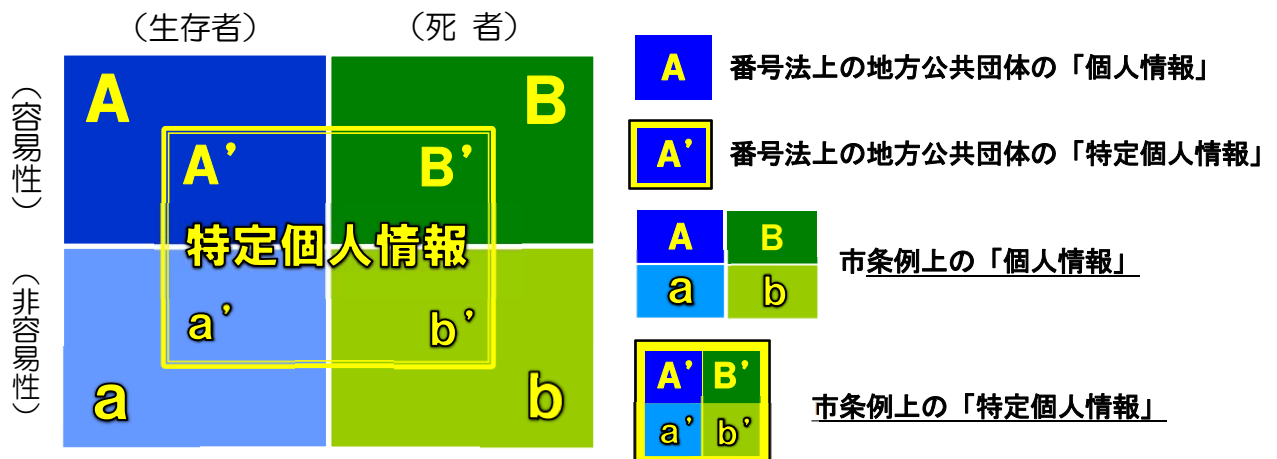 （生存者）
（死 者）
（容易性）
（非容易性）
A
B
A’
B’
特定個人情報
a’
b’
a
b
A
番号法上の地方公共団体の「個人情報」
A’
番号法上の地方公共団体の「特定個人情報」
A B
a b
市条例上の「個人情報」
A’ B’
a’ b’
市条例上の「特定個人情報」